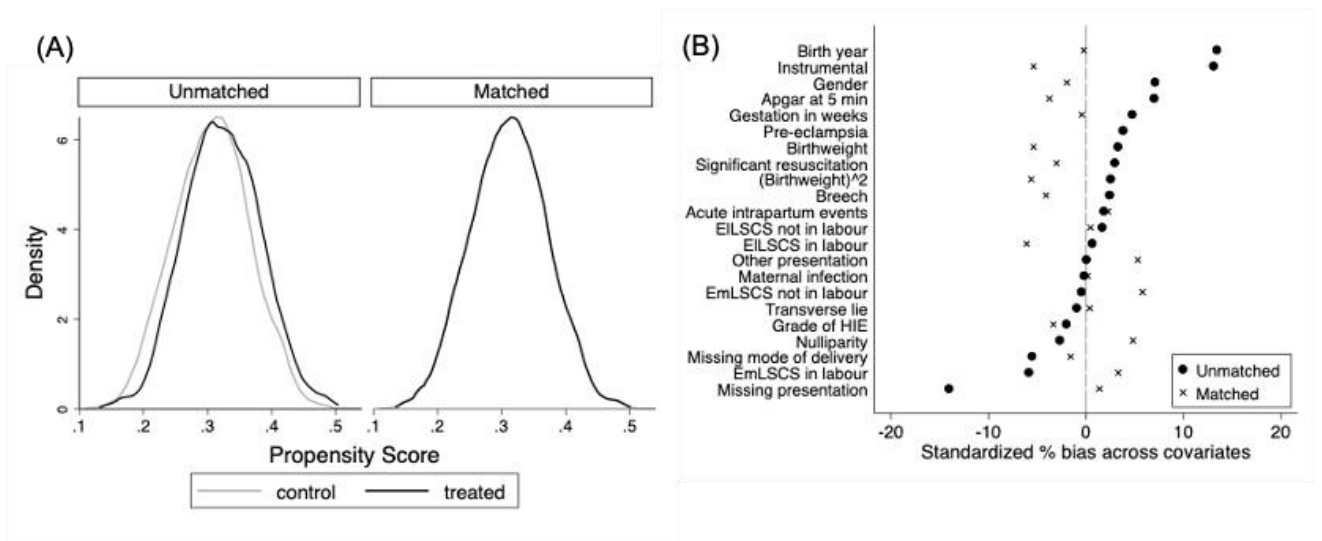 (A)
Unmatched
Matched
Density
0
2
4
6
.1 .2 .3 .4 .5
.1 .2 .3 .4 .5
Propensity Score
control treated
(B)
Birth year
Instrumental
Gender
Apgar at 5 min
Gestation in weeks
Pre-eclampsia
Birthweight
Significant resuscitation
(Birthweight)^2
Breech
Acute intrapartum events
ElLSCS not in labour
ElLSCS in labour
Other presentation
Maternal infection
EmLSCS not in labour
Transverse lie
Grade of HIE
Nulliparity
Missing mode of delivery
EmLSCS in labour
Missing presentation
Unmatched
Matched
-20 -10 0 10 20
Standardized % bias across covariates